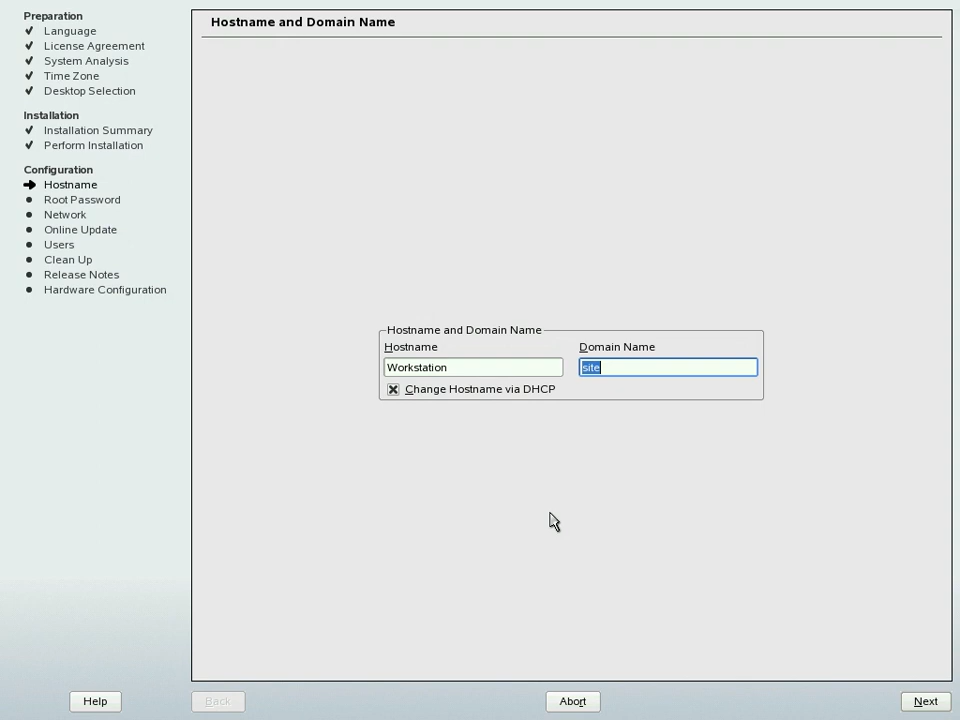 Preparation
Language
License Agreement
System Analysis
Time Zone
Desktop Selection
Installation
Installation Summary
Perform Installation
Configuration
Hostname
Root Password
Network
Online Update
Users
Clean Up
Release Notes
Hardware Configuration
Hostname and Domain Name
Hostname and Domain Name
Hostname Domain Name
Workstation site
Change Hostname via DHCP
Help Back Abort Next